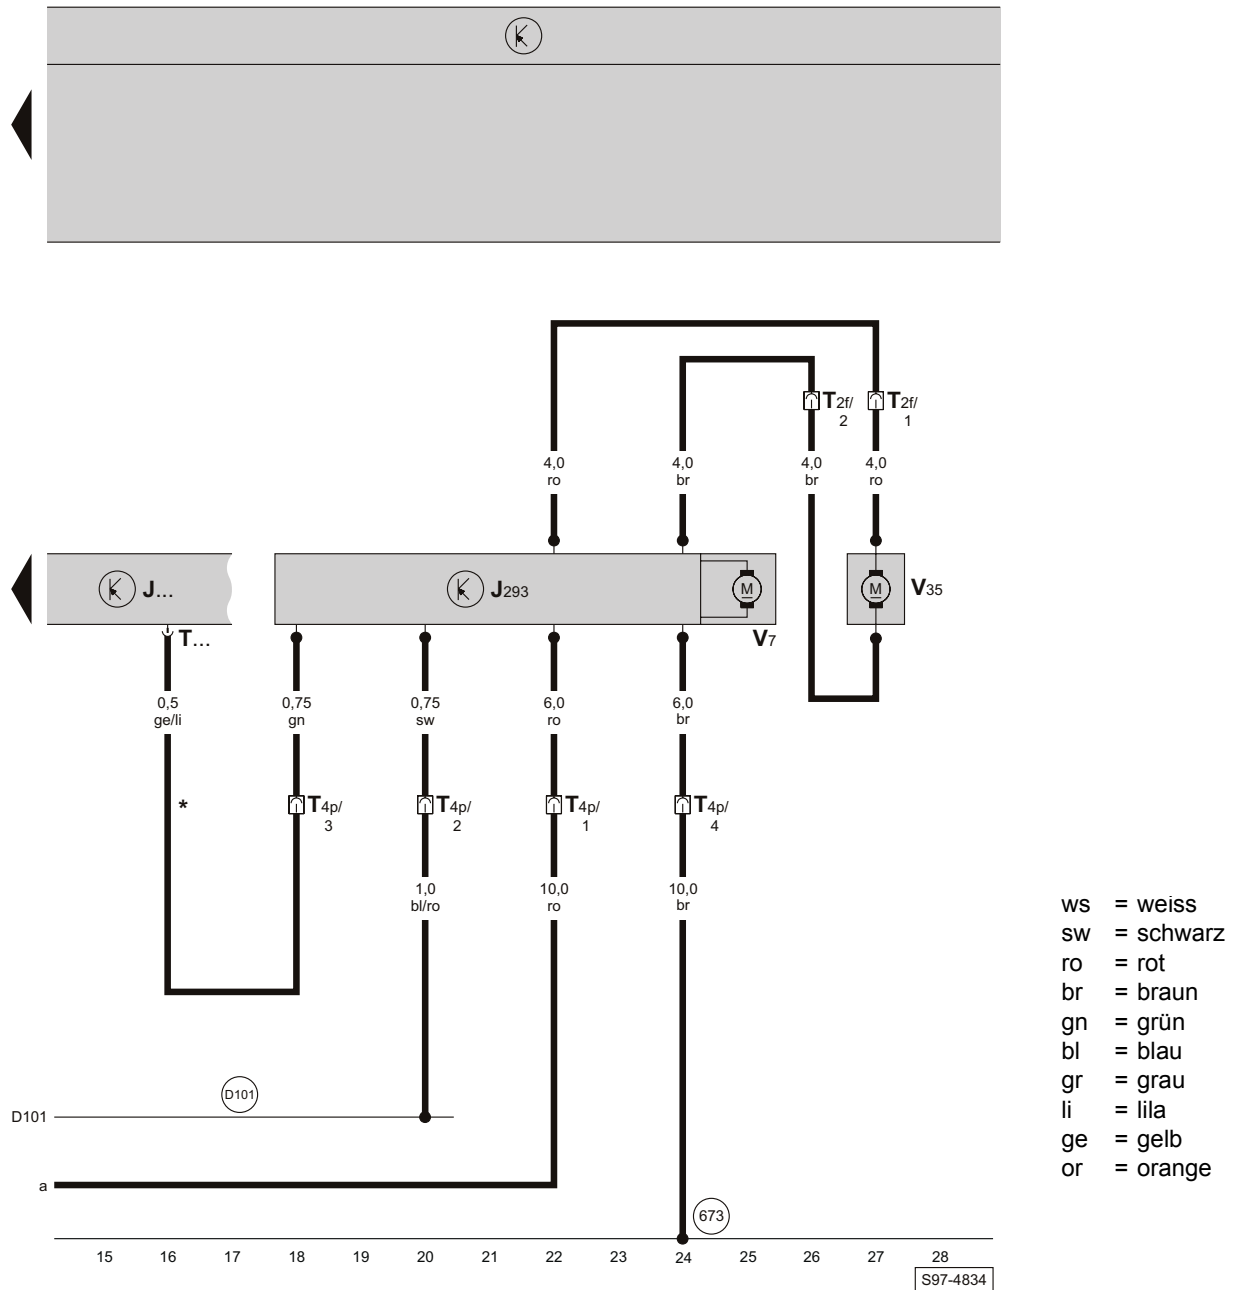 T2f/ T2f/
2 1
4,0 4,0 4,0 4,0
ro br br ro
J... J293 M M V35
T... V7
0,5 0,75 0,75 6,0 6,0
ge/li gn sw ro br
* T4p/ T4p/ T4p/ T4p/
3 2 1 4
1,0 10,0 10,0
bl/ro ro br
ws = weiss
sw = schwarz
ro = rot
br = braun
gn = grün
bl = blau
gr = grau
li = lila
ge = gelb
or = orange
D101
D101
a
673
15 16 17 18 19 20 21 22 23 24 25 26 27 28
S97-4834